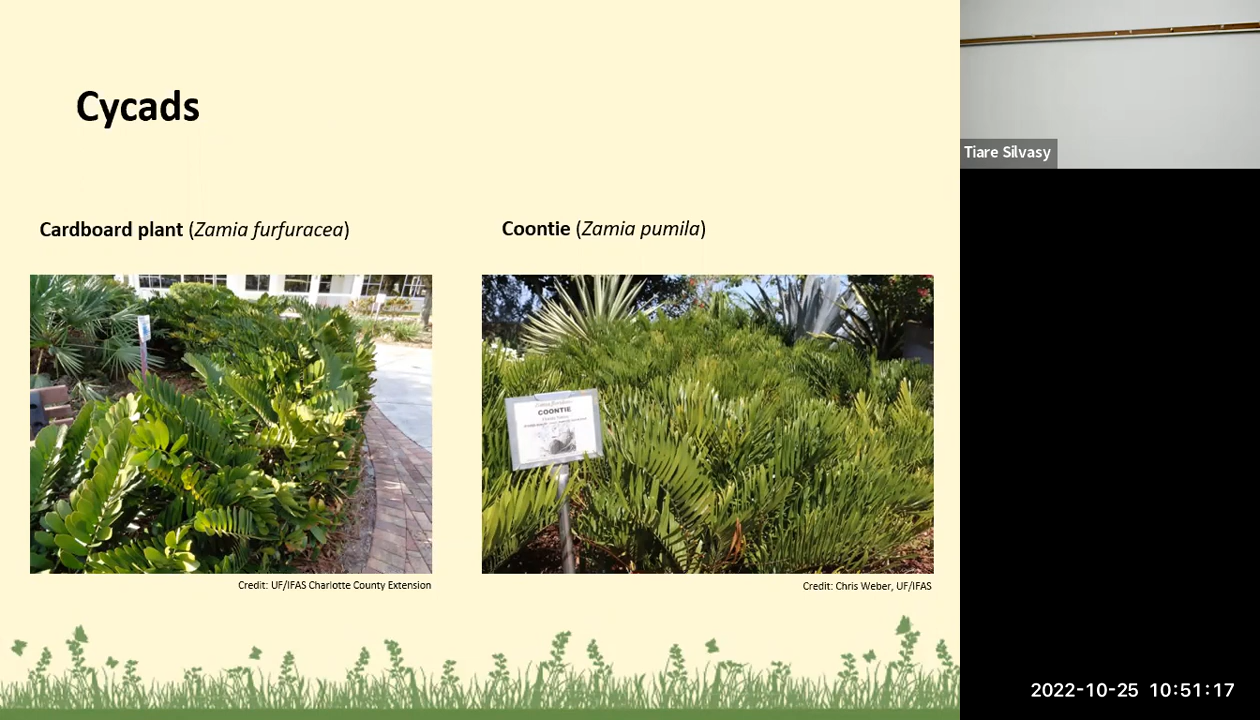 Cycads
Cardboard plant (Zamia furfuracea)
Coontie (Zamia pumila)
COONTIE
Credit: UF/IFAS Charlotte County Extension
Credit: Chris Weber, UF/IFAS
Tiare Silvasy
2022-10-25 10:51:17